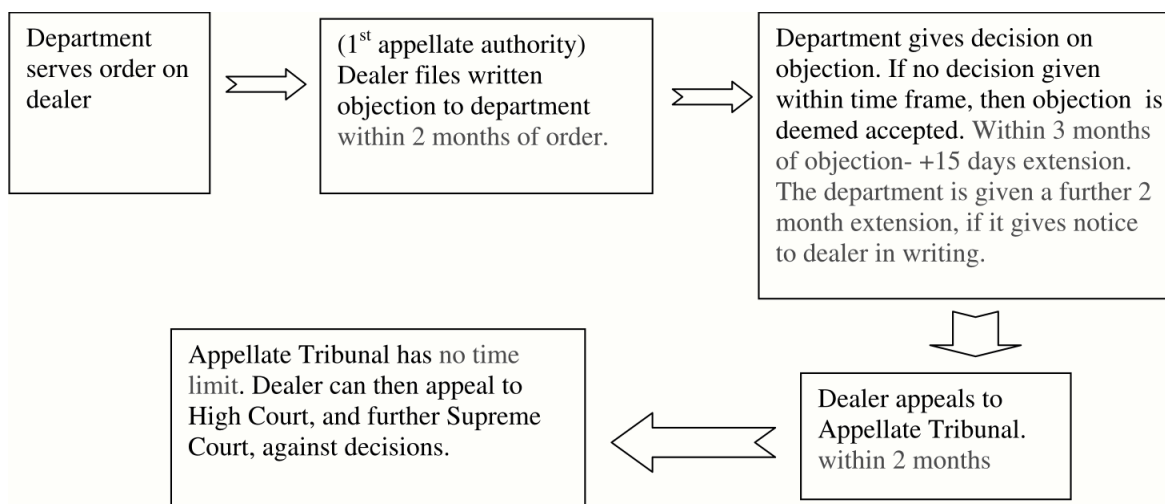 Department
serves order on
dealer
(1st appellate authority)
Dealer files written
objection to department
within 2 months of order.
Department gives decision on
objection. If no decision given
within time frame, then objection is
deemed accepted. Within 3 months
of objection- +15 days extension.
The department is given a further 2
month extension, if it gives notice
to dealer in writing.
Dealer appeals to
Appellate Tribunal.
within 2 months
Appellate Tribunal has no time
limit. Dealer can then appeal to
High Court, and further Supreme
Court, against decisions.